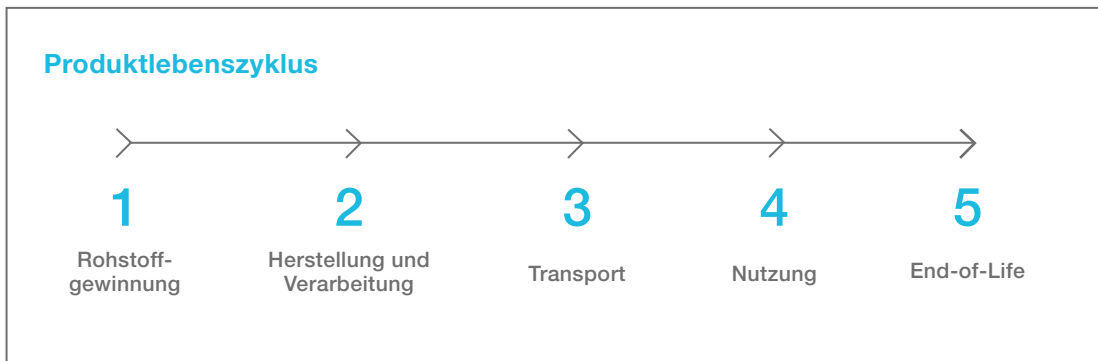 Produktlebenszyklus
1
Rohstoff-
gewinnung
2
Herstellung und
Verarbeitung
3
Transport
4
Nutzung
5
End-of-Life